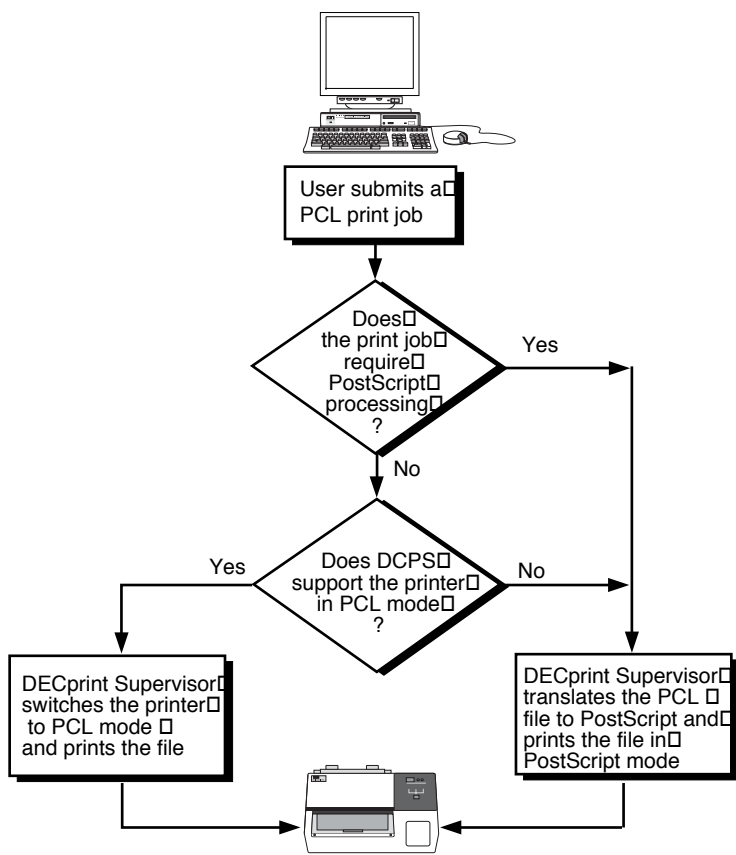 User submits a
PCL print job
Does
the print job
require
PostScript
processing
?
Yes
No
Does DCPS
support the printer
in PCL mode
?
Yes
No
DECprint Supervisor
switches the printer
to PCL mode
and prints the file
DECprint Supervisor
translates the PCL
file to PostScript and
prints the file in
PostScript mode